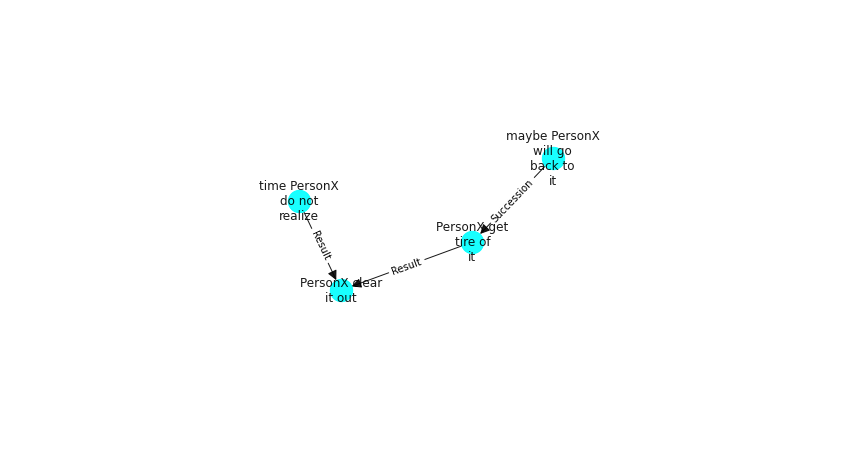 maybe PersonX
will go
back to
it
Succession
time PersonX
do not
realize
PersonX get
tire of
it
Result
Result
PersonX clear
it out